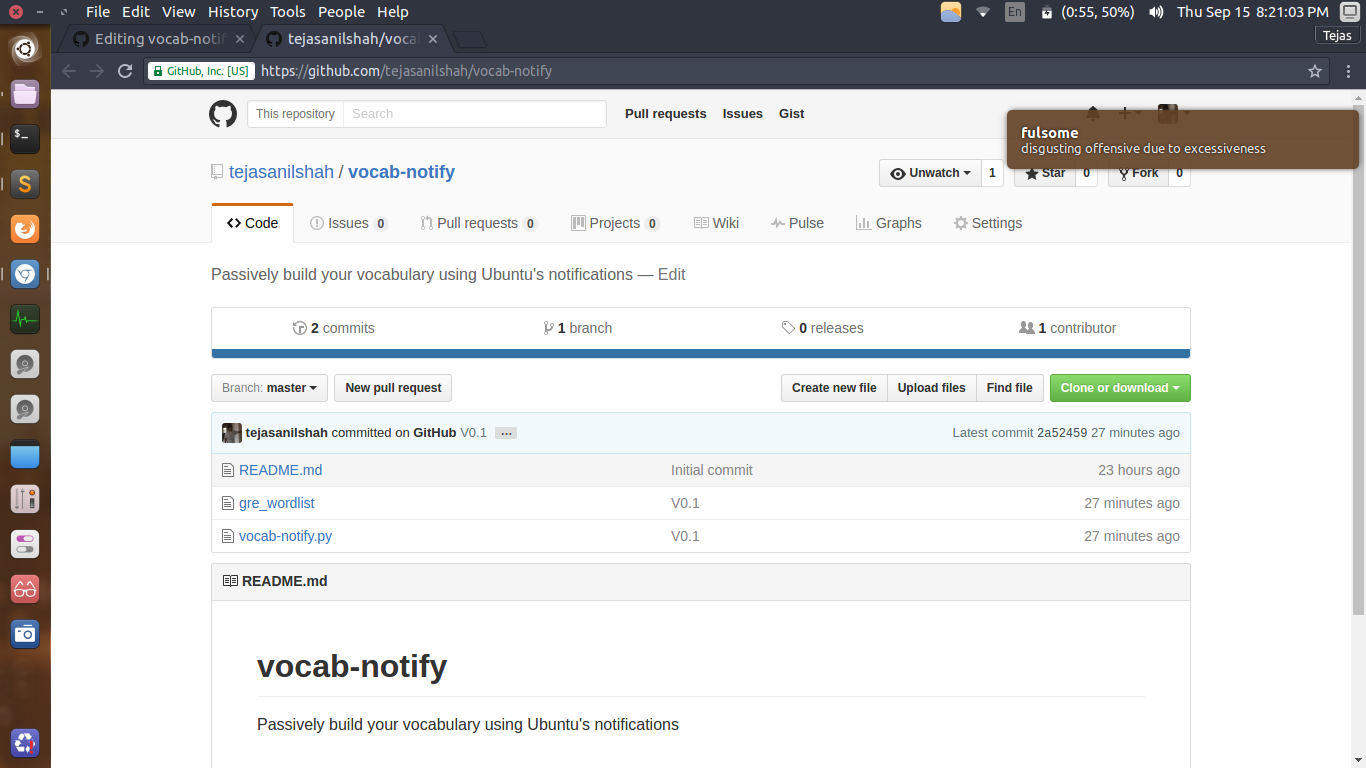 File Edit View History Tools People Help
En (0:55, 50%) Thu Sep 15 8:21:03 PM
Editing vocab-notif tejasanilshah/voca Tejas
GitHub, Inc. [US] https://github.com/tejasanilshah/vocab-notify
This repository Search Pull requests Issues Gist
fulsome
disgusting offensive due to excessiveness
tejasanilshah / vocab-notify Unwatch 1 Star 0 Fork 0
Code Issues 0 Pull requests 0 Projects 0 Wiki Pulse Graphs Settings
Passively build your vocabulary using Ubuntu's notifications — Edit
2 commits 1 branch 0 releases 1 contributor
Branch: master New pull request Create new file Upload files Find file Clone or download
tejasanilshah committed on GitHub V0.1 … Latest commit 2a52459 27 minutes ago
README.md Initial commit 23 hours ago
gre_wordlist V0.1 27 minutes ago
vocab-notify.py V0.1 27 minutes ago
README.md
vocab-notify
Passively build your vocabulary using Ubuntu's notifications